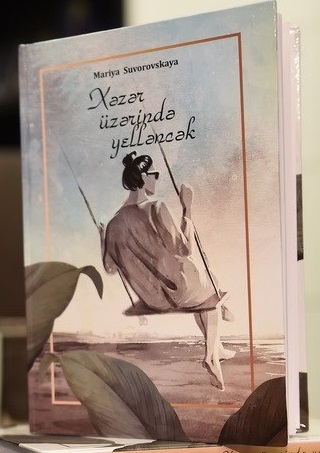 Mariya Suvorovskaya
Xəzər
üzərində
yelləncək